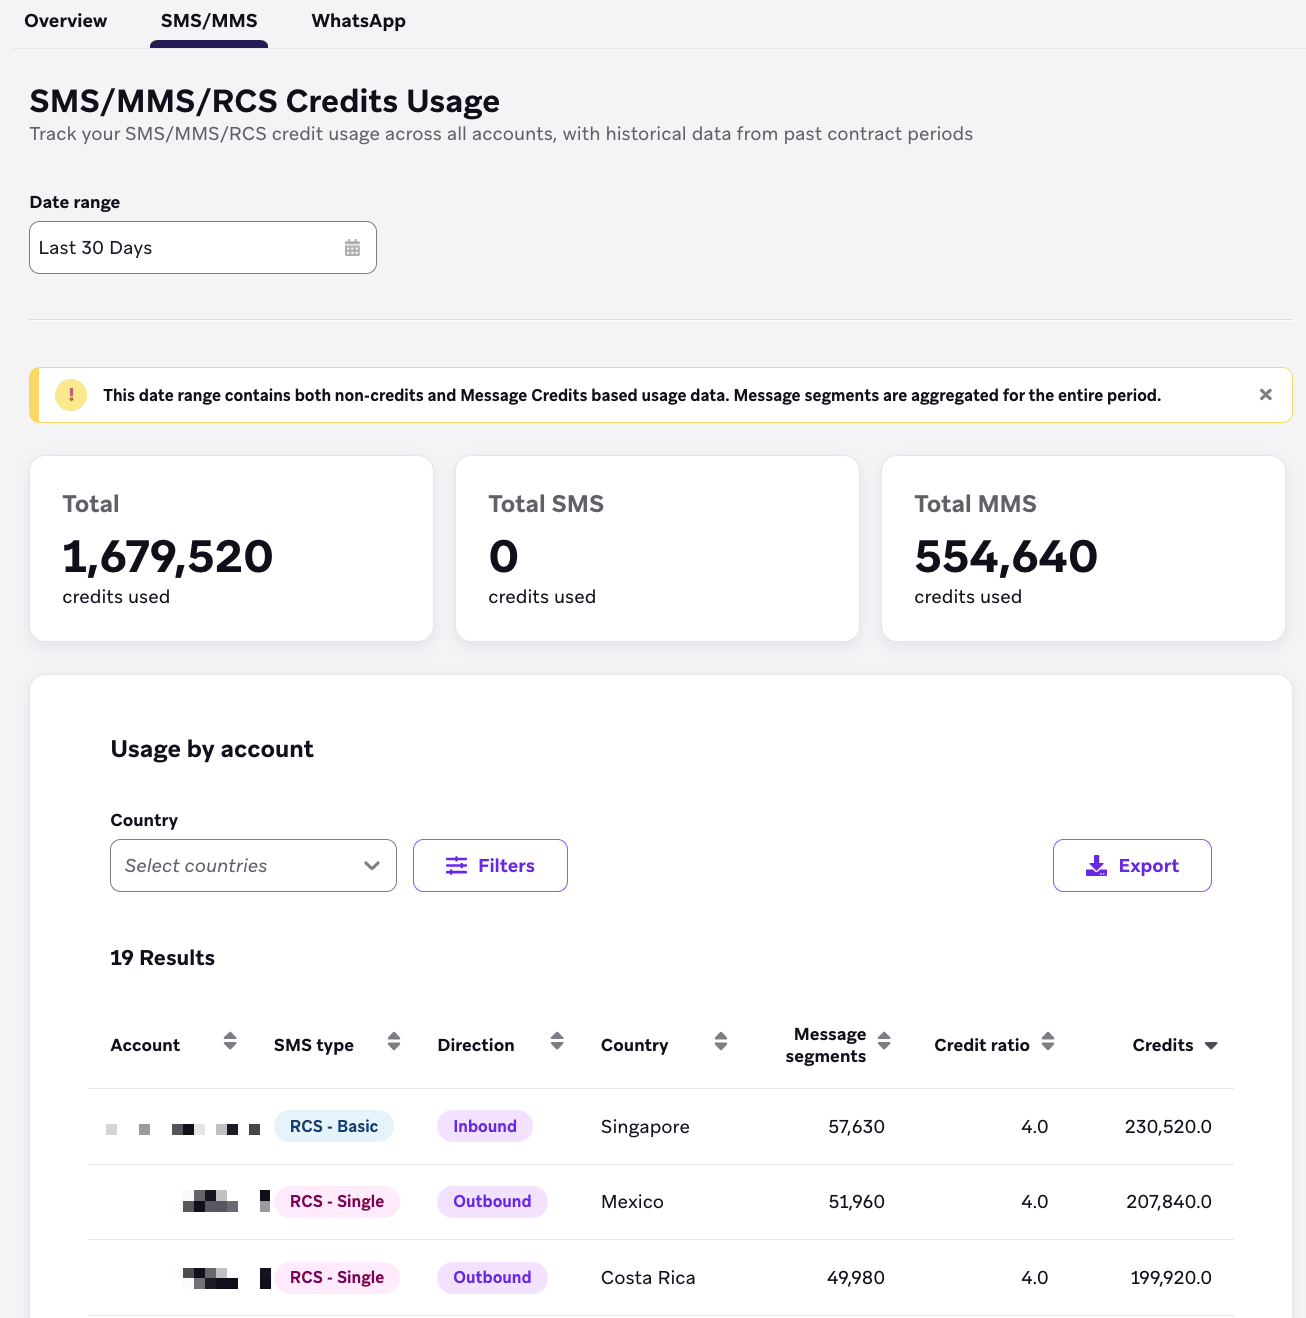 Overview SMS/MMS WhatsApp
SMS/MMS/RCS Credits Usage
Track your SMS/MMS/RCS credit usage across all accounts, with historical data from past contract periods
Date range
Last 30 Days
! This date range contains both non-credits and Message Credits based usage data. Message segments are aggregated for the entire period.
Total
1,679,520
credits used
Total SMS
0
credits used
Total MMS
554,640
credits used
Usage by account
Country
Select countries Filters Export
19 Results
Account SMS type Direction Country Message segments Credit ratio Credits
RCS - Basic Inbound Singapore 57,630 4.0 230,520.0
RCS - Single Outbound Mexico 51,960 4.0 207,840.0
RCS - Single Outbound Costa Rica 49,980 4.0 199,920.0